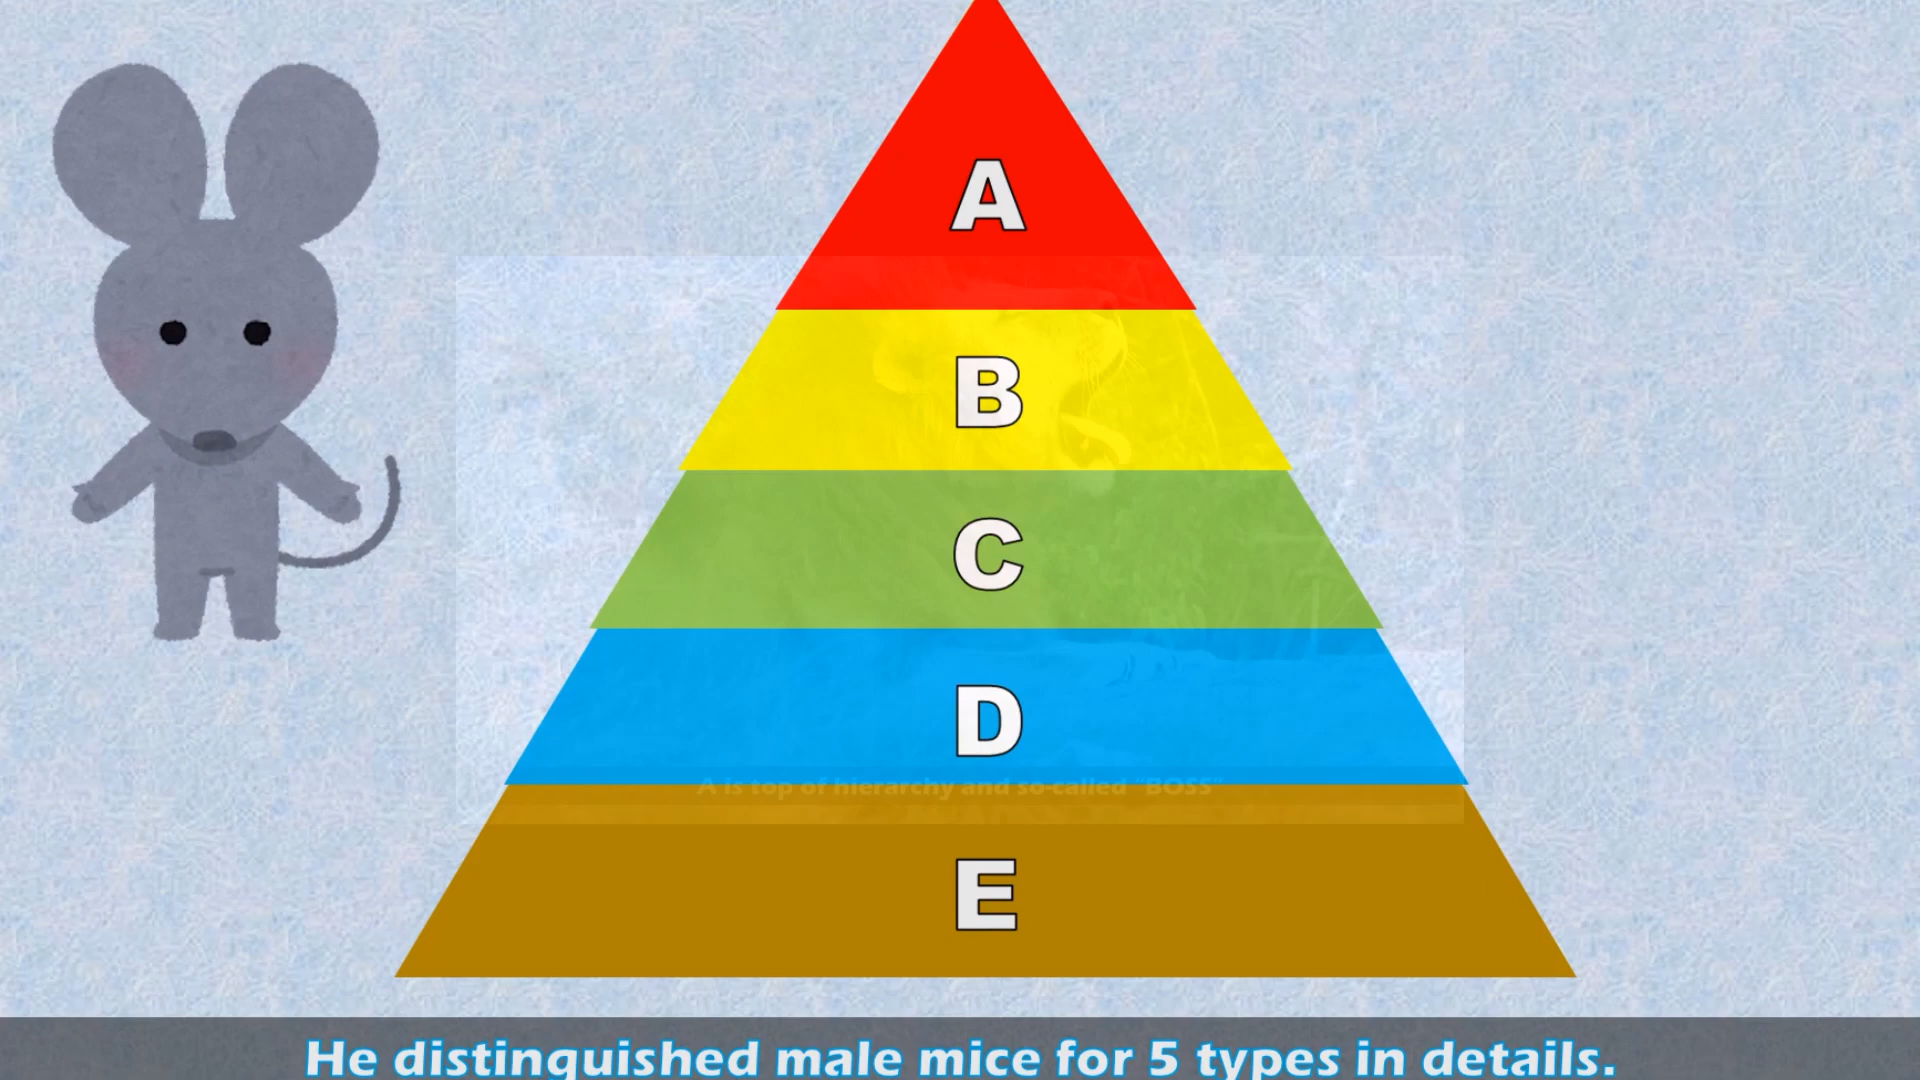 A
B
C
D
A is top of hierarchy and so-called "BOSS"
E
He distinguished male mice for 5 types in details.